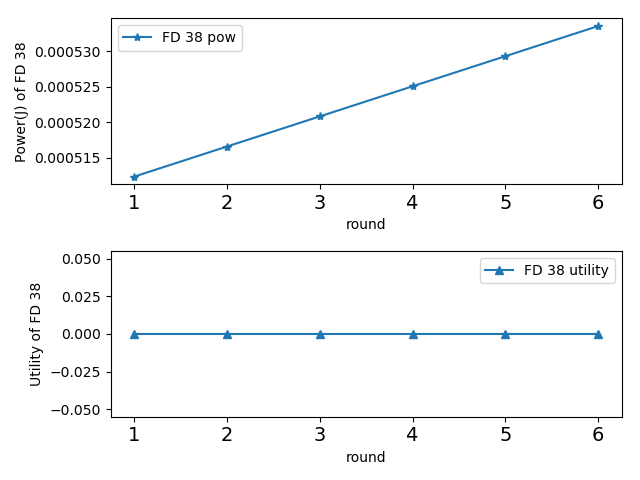 FD 38 pow
Power(J) of FD 38
0.000530
0.000525
0.000520
0.000515
1 2 3 4 5 6
round
FD 38 utility
Utility of FD 38
0.050
0.025
0.000
−0.025
−0.050
1 2 3 4 5 6
round